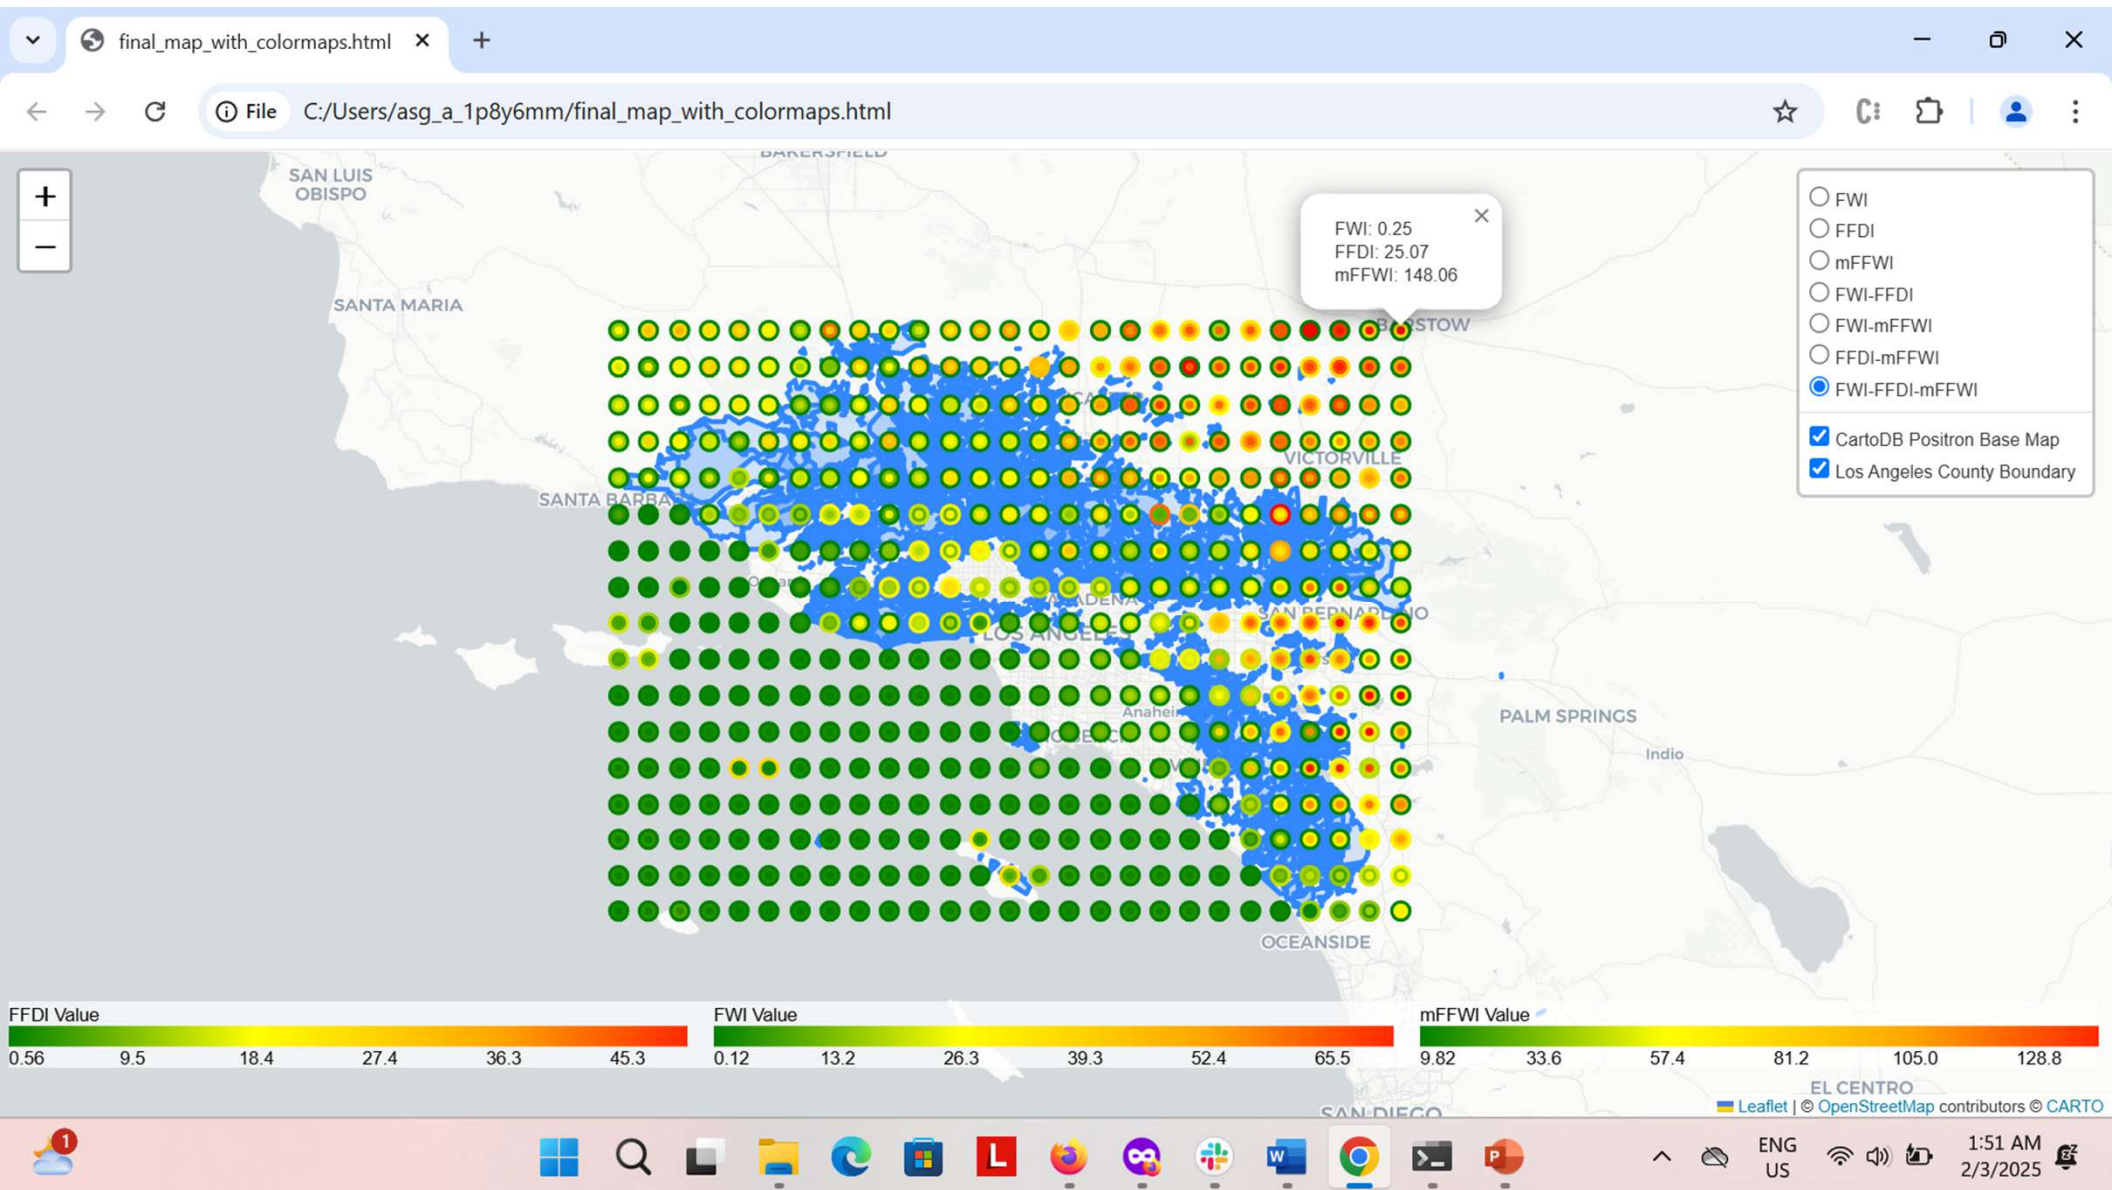 final_map_with_colormaps.html
File
C:/Users/asg_a_1p8y6mm/final_map_with_colormaps.html
BAKERSFIELD
SAN LUIS
OBISPO
+
−
FWI: 0.25
FFDI: 25.07
mFFWI: 148.06
FWI
FFDI
mFFWI
FWI-FFDI
FWI-mFFWI
FFDI-mFFWI
FWI-FFDI-mFFWI
CartoDB Positron Base Map
Los Angeles County Boundary
SANTA MARIA
BARSTOW
VICTORVILLE
SANTA BARBA
SAN BERNARDINO
LOS ANGELES
PALM SPRINGS
Anaheim
Indio
OCEANSIDE
FFDI Value
0.56 9.5 18.4 27.4 36.3 45.3
FWI Value
0.12 13.2 26.3 39.3 52.4 65.5
mFFWI Value
9.82 33.6 57.4 81.2 105.0 128.8
EL CENTRO
SAN DIEGO
Leaflet | © OpenStreetMap contributors © CARTO
1
L
W
P
ENG
US
1:51 AM
2/3/2025